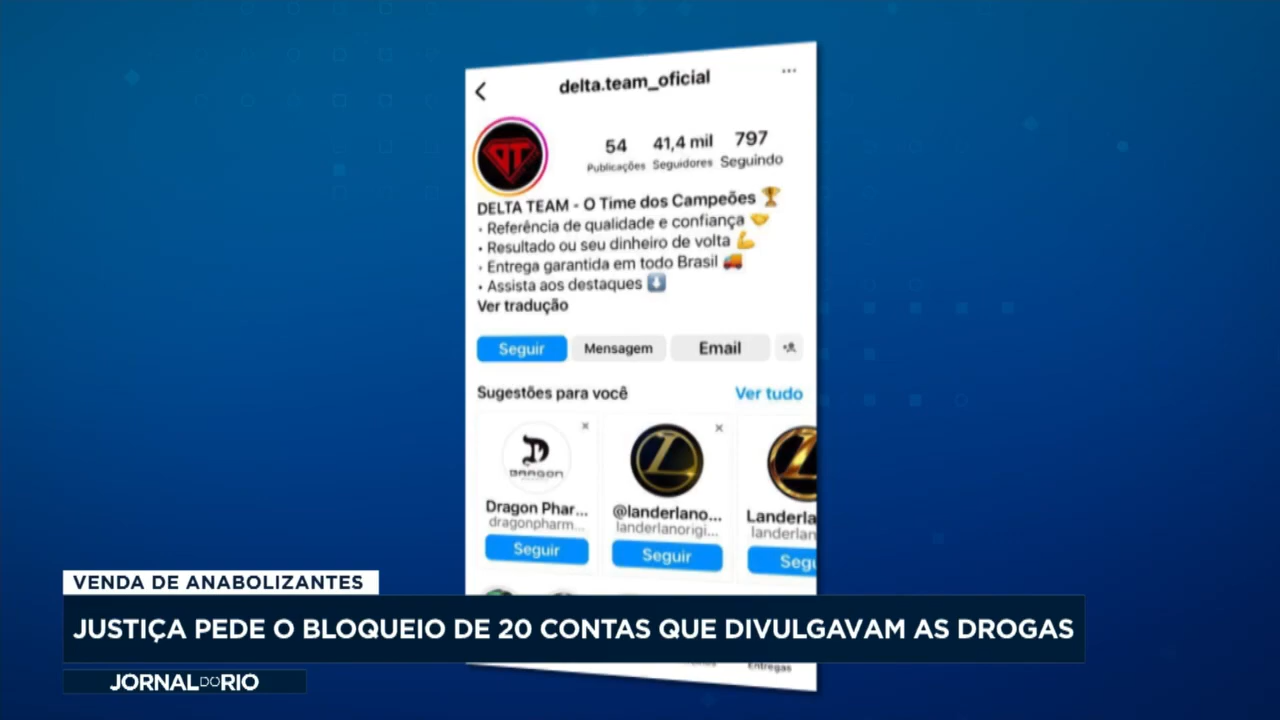 delta.team_oficial
54 41,4 mil 797
Publicações Seguidores Seguindo
DELTA TEAM - O Time dos Campeões
• Referência de qualidade e confiança
• Resultado ou seu dinheiro de volta
• Entrega garantida em todo Brasil
• Assista aos destaques
Ver tradução
Seguir Mensagem Email
Sugestões para você Ver tudo
DRAGON
Dragon Phar... @landerlano... Landerla
dragonpharm... landerlanorigi... landerlan
Seguir Seguir Segu
VENDA DE ANABOLIZANTES
JUSTIÇA PEDE O BLOQUEIO DE 20 CONTAS QUE DIVULGAVAM AS DROGAS
Entregas
JORNAL DO RIO